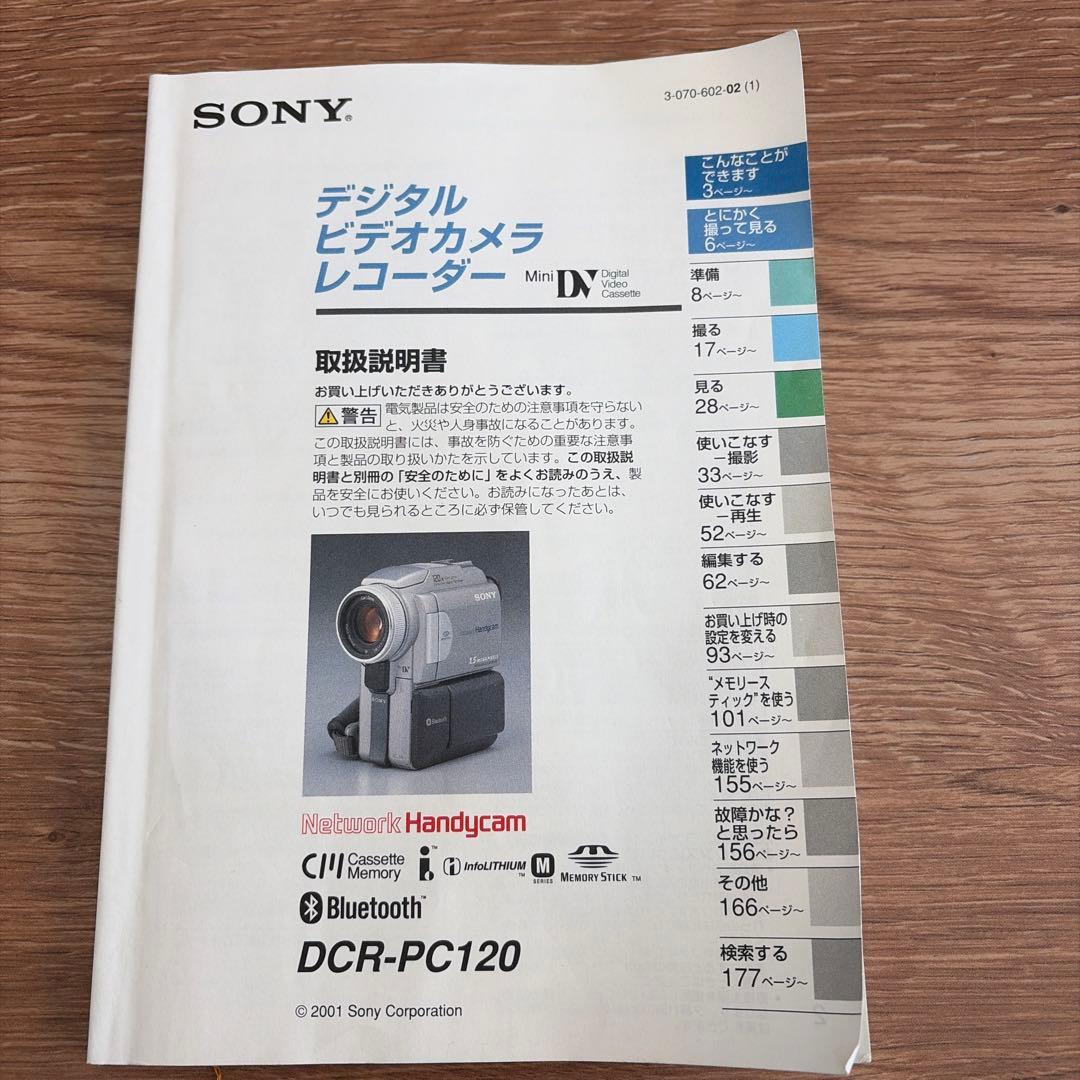 SONY®
3-070-602-02 (1)
デジタル
ビデオカメラ
レコーダー
Mini DV Digital
Video
Cassette
取扱説明書
お買い上げいただきありがとうございます。
警告 電気製品は安全のための注意事項を守らない
と、火災や人身事故になることがあります。
この取扱説明書には、事故を防ぐための重要な注意事
項と製品の取り扱いかたを示しています。この取扱説
明書と別冊の「安全のために」をよくお読みのうえ、製
品を安全にお使いください。お読みになったあとは、
いつでも見られるところに必ず保管してください。
120x
SONY
Handycam
1.5 MEGA PIXELS
DV
SONY
Bluetooth
Network Handycam
Cassette
Memory
i™
InfoLITHIUM™
M
SERIES
MEMORY STICK TM
Bluetooth™
DCR-PC120
© 2001 Sony Corporation
こんなことが
できます
3ページ~
とにかく
撮って見る
6ページ~
準備
8ページ~
撮る
17ページ~
見る
28ページ~
使いこなす
ー撮影
33ページ~
使いこなす
ー再生
52ページ~
編集する
62ページ~
お買い上げ時の
設定を変える
93ページ~
“メモリース
ティック”を使う
101ページ~
ネットワーク
機能を使う
155ページ~
故障かな?
と思ったら
156ページ~
その他
166ページ~
検索する
177ページ~